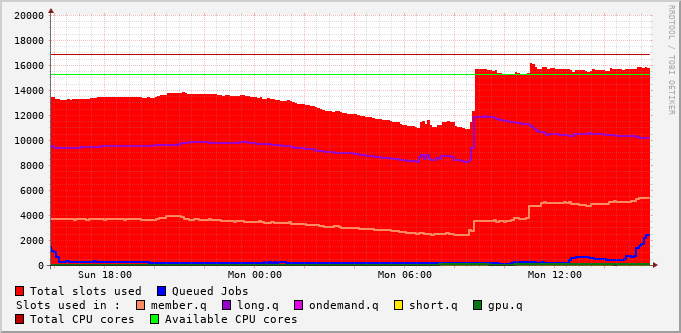 20000
18000
16000
14000
12000
10000
8000
6000
4000
2000
0
Sun 18:00 Mon 00:00 Mon 06:00 Mon 12:00
Total slots used Queued Jobs
Slots used in : member.q long.q ondemand.q short.q gpu.q
Total CPU cores Available CPU cores
RRDTOOL / TOBI OETIKER